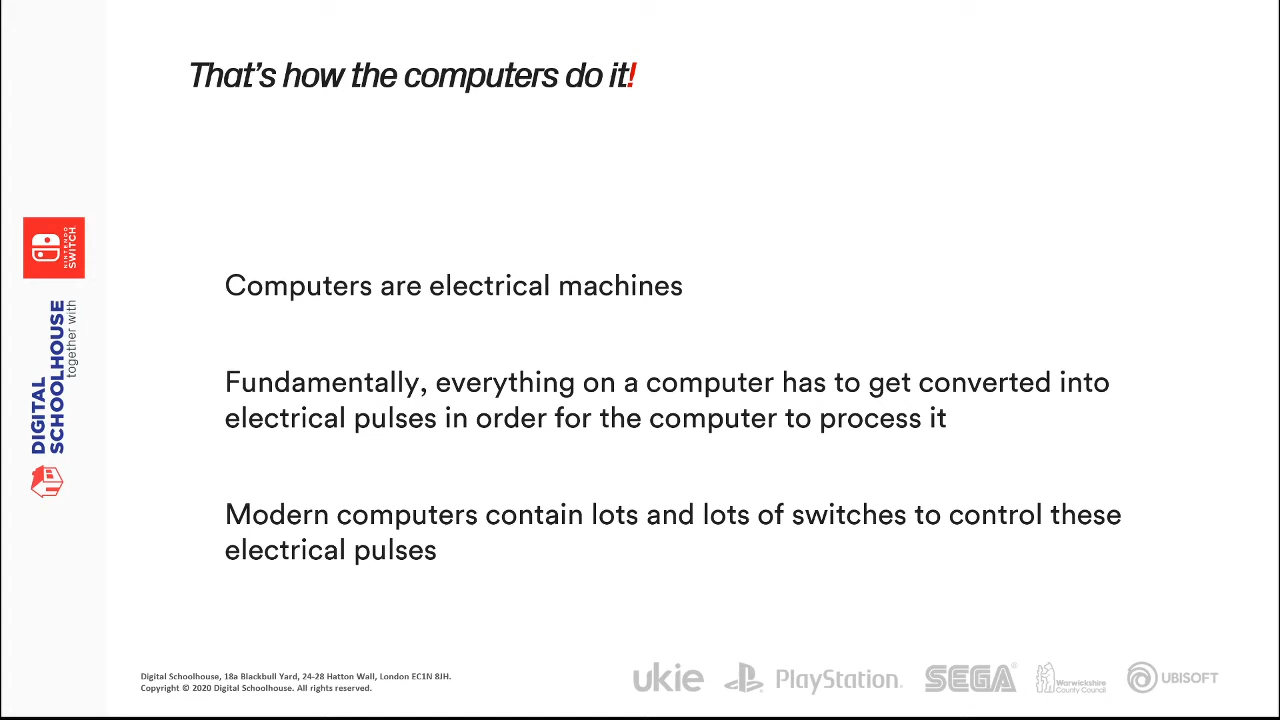 That's how the computers do it!
Computers are electrical machines
Fundamentally, everything on a computer has to get converted into
electrical pulses in order for the computer to process it
Modern computers contain lots and lots of switches to control these
electrical pulses
NINTENDO
SWITCH
DIGITAL
SCHOOLHOUSE
together with
Digital Schoolhouse, 18a Blackbull Yard, 24-28 Hatton Wall, London EC1N 8JH.
Copyright © 2020 Digital Schoolhouse. All rights reserved.
ukie
PlayStation.
SEGA®
Warwickshire
County Council
UBISOFT